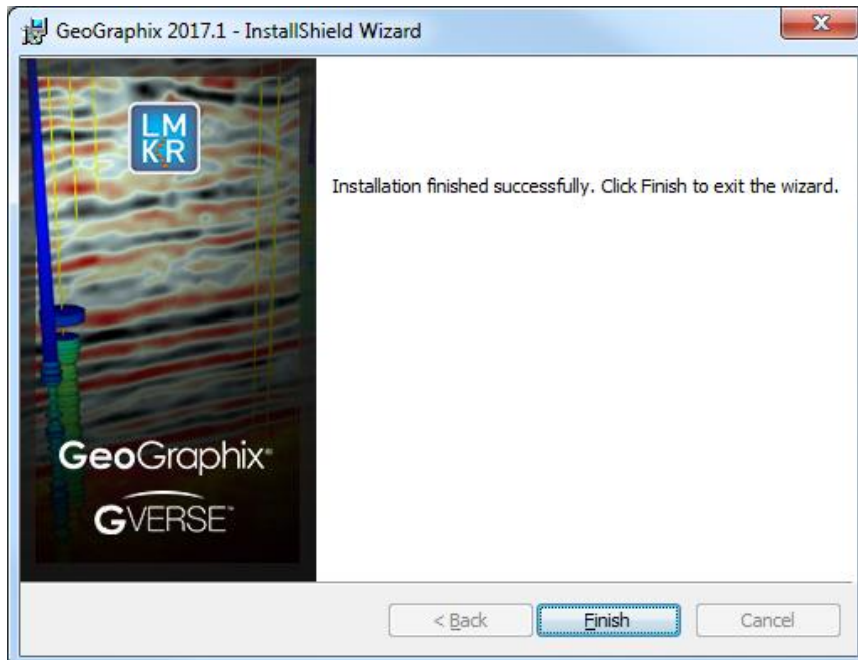 GeoGraphix 2017.1 - InstallShield Wizard
LM
KR
Installation finished successfully. Click Finish to exit the wizard.
GeoGraphix®
GVERSE™
< Back
Finish
Cancel